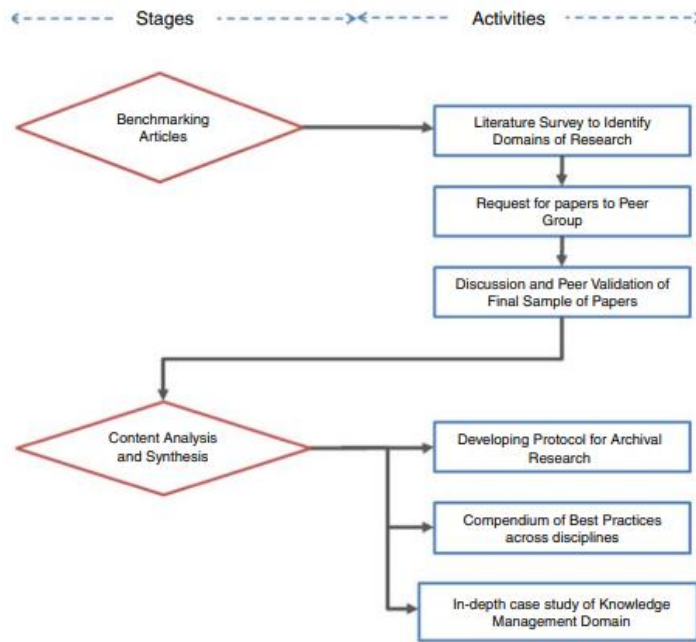 Stages
Activities
Benchmarking
Articles
Literature Survey to Identify
Domains of Research
Request for papers to Peer
Group
Discussion and Peer Validation of
Final Sample of Papers
Content Analysis
and Synthesis
Developing Protocol for Archival
Research
Compendium of Best Practices
across disciplines
In-depth case study of Knowledge
Management Domain